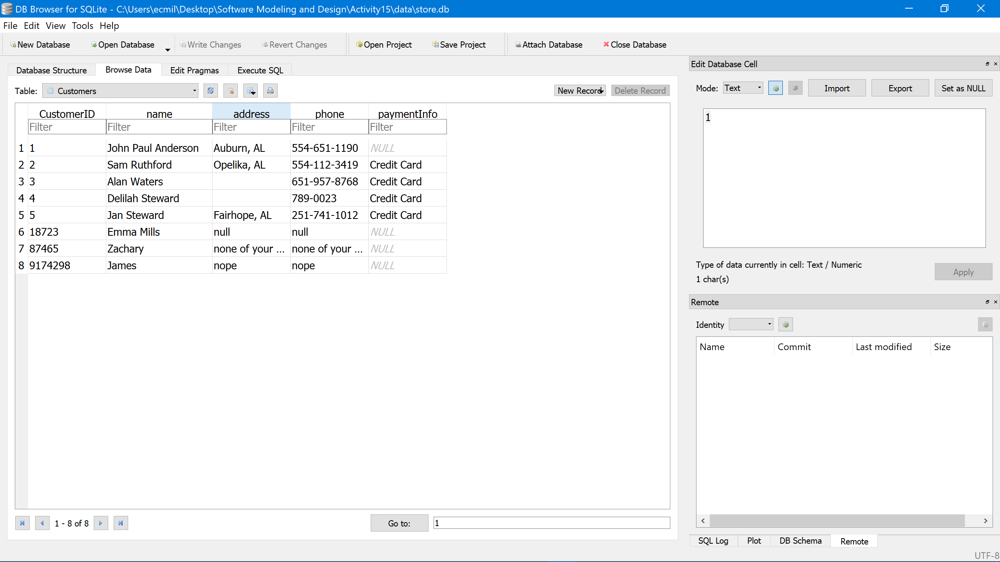 DB Browser for SQLite - C:\Users\ecmil\Desktop\Software Modeling and Design\Activity15\data\store.db
File Edit View Tools Help
New Database Open Database Write Changes Revert Changes Open Project Save Project Attach Database Close Database
Database Structure Browse Data Edit Pragmas Execute SQL
Table: Customers New Record Delete Record
CustomerID name address phone paymentInfo
Filter Filter Filter Filter Filter
1 1 John Paul Anderson Auburn, AL 554-651-1190 NULL
2 2 Sam Ruthford Opelika, AL 554-112-3419 Credit Card
3 3 Alan Waters 651-957-8768 Credit Card
4 4 Delilah Steward 789-0023 Credit Card
5 5 Jan Steward Fairhope, AL 251-741-1012 Credit Card
6 18723 Emma Mills null null NULL
7 87465 Zachary none of your ... none of your ... NULL
8 9174298 James nope nope NULL
1 - 8 of 8 Go to: 1
Edit Database Cell
Mode: Text Import Export Set as NULL
1
Type of data currently in cell: Text / Numeric
1 char(s)
Apply
Remote
Identity
Name Commit Last modified Size
SQL Log Plot DB Schema Remote
UTF-8